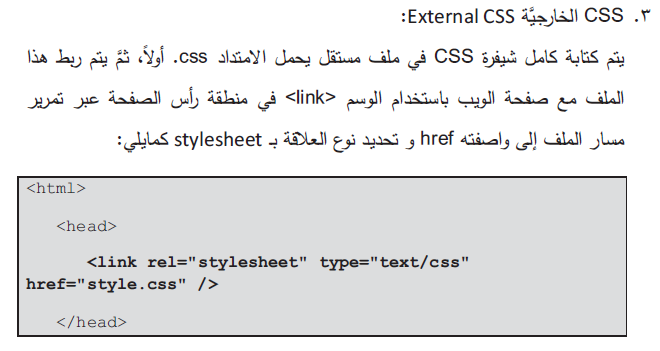 ٣. CSS الخارجيَّة External CSS:
يتم كتابة كامل شيفرة CSS في ملف مستقل يحمل الامتداد css. أولاً، ثمَّ يتم ربط هذا
الملف مع صفحة الويب باستخدام الوسم <link> في منطقة رأس الصفحة عبر تمرير
مسار الملف إلى واصفته href و تحديد نوع العلاقة بـ stylesheet كمايلي:
<html>
<head>
<link rel="stylesheet" type="text/css"
href="style.css" />
</head>